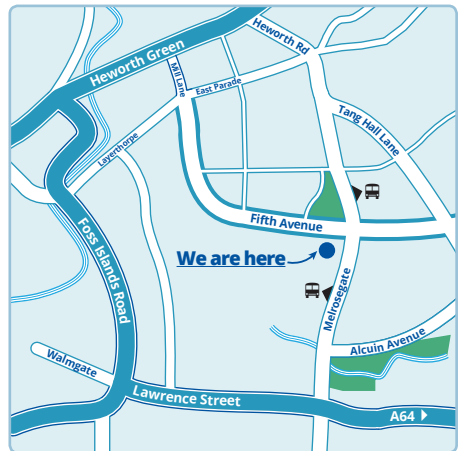 Heworth Rd
Heworth Green
Mill Lane
East Parade
Tang Hall Lane
Layerthorpe
Fifth Avenue
Foss Islands Road
We are here
Melrosegate
Alcuin Avenue
Walmgate
Lawrence Street
A64